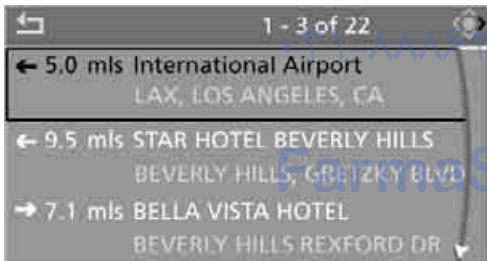 1 - 3 of 22
← 5.0 mls International Airport
LAX, LOS ANGELES, CA
← 9.5 mls STAR HOTEL BEVERLY HILLS
BEVERLY HILLS, GRETZKY BLVD
→ 7.1 mls BELLA VISTA HOTEL
BEVERLY HILLS REXFORD DR